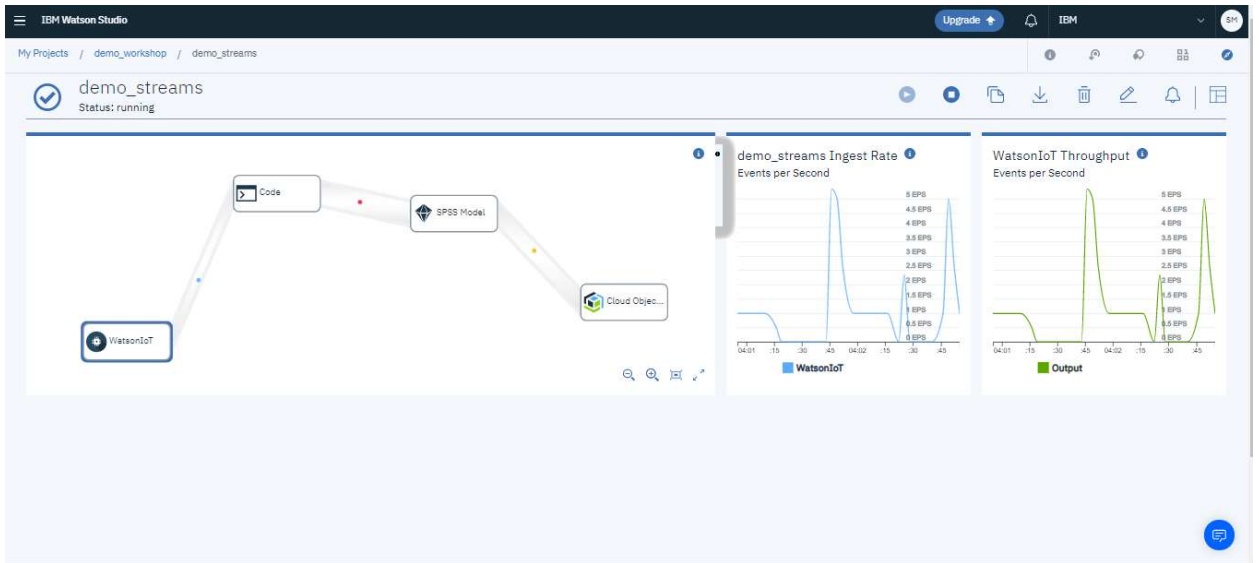 IBM Watson Studio
Upgrade
IBM
SM
My Projects / demo_workshop / demo_streams
demo_streams
Status: running
Code
SPSS Model
Cloud Objec...
WatsonIoT
demo_streams Ingest Rate
Events per Second
5 EPS
4.5 EPS
4 EPS
3.5 EPS
3 EPS
2.5 EPS
2 EPS
1.5 EPS
1 EPS
0.5 EPS
0 EPS
04:01 :15 :30 :45 04:02 :15 :30 :45
WatsonIoT
WatsonIoT Throughput
Events per Second
5 EPS
4.5 EPS
4 EPS
3.5 EPS
3 EPS
2.5 EPS
2 EPS
1.5 EPS
1 EPS
0.5 EPS
0 EPS
04:01 :15 :30 :45 04:02 :15 :30 :45
Output